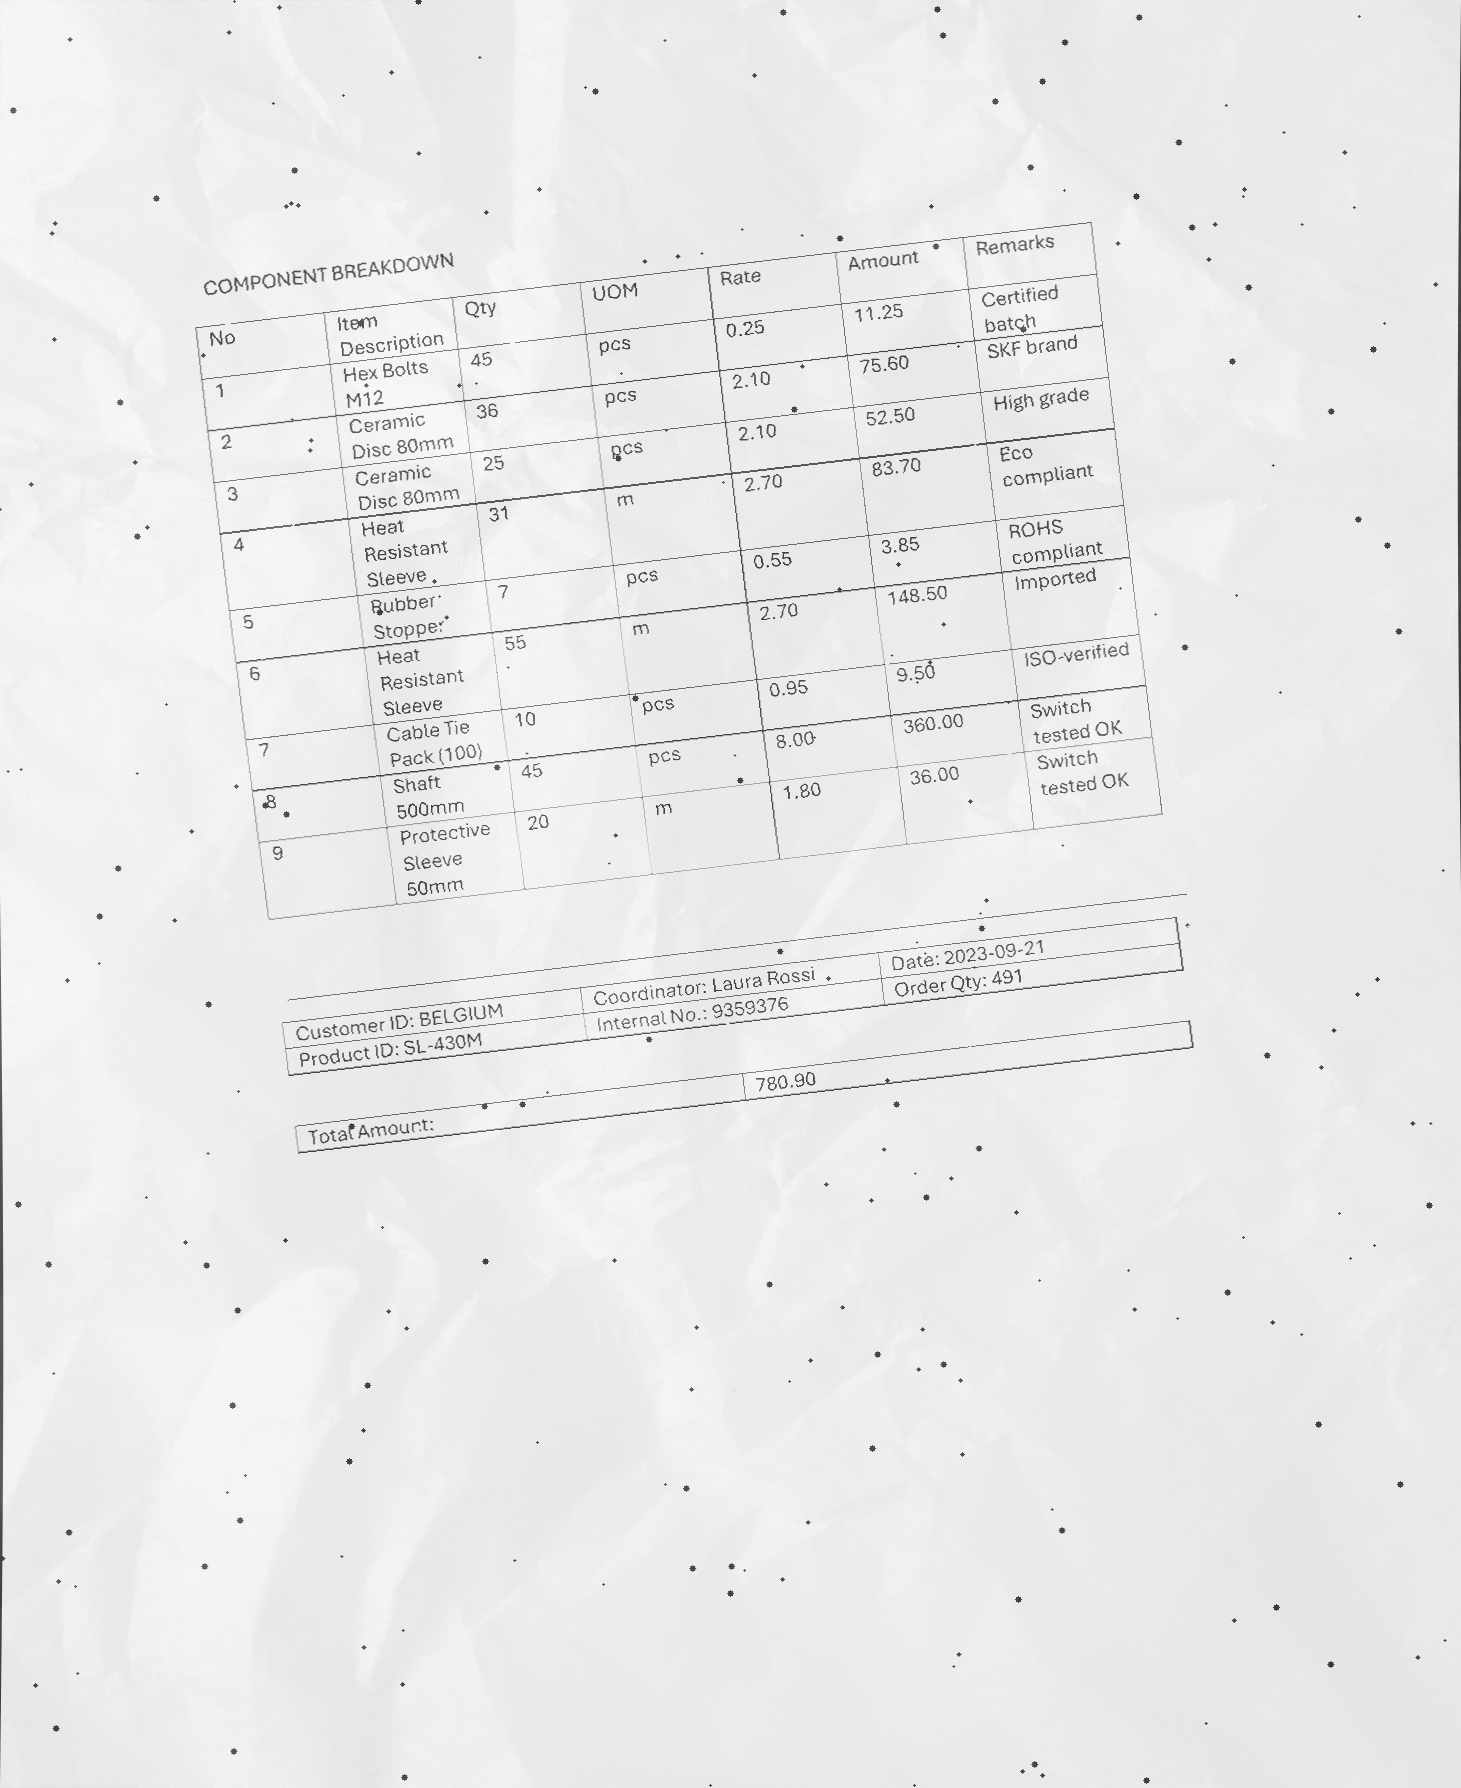 COMPONENT BREAKDOWN
No Item Description Qty UOM Rate Amount Remarks
1 Hex Bolts M12 45 pcs 0.25 11.25 Certified batch
2 Ceramic Disc 80mm 36 pcs 2.10 75.60 SKF brand
3 Ceramic Disc 80mm 25 pcs 2.10 52.50 High grade
4 Heat Resistant Sleeve 31 m 2.70 83.70 Eco compliant
5 Rubber Stopper 7 pcs 0.55 3.85 ROHS compliant
6 Heat Resistant Sleeve 55 m 2.70 148.50 Imported
7 Cable Tie Pack (100) 10 pcs 0.95 9.50 ISO-verified
8 Shaft 500mm 45 pcs 8.00 360.00 Switch tested OK
9 Protective Sleeve 50mm 20 m 1.80 36.00 Switch tested OK
Customer ID: BELGIUM Coordinator: Laura Rossi Date: 2023-09-21
Product ID: SL-430M Internal No.: 9359376 Order Qty: 491
Total Amount: 780.90